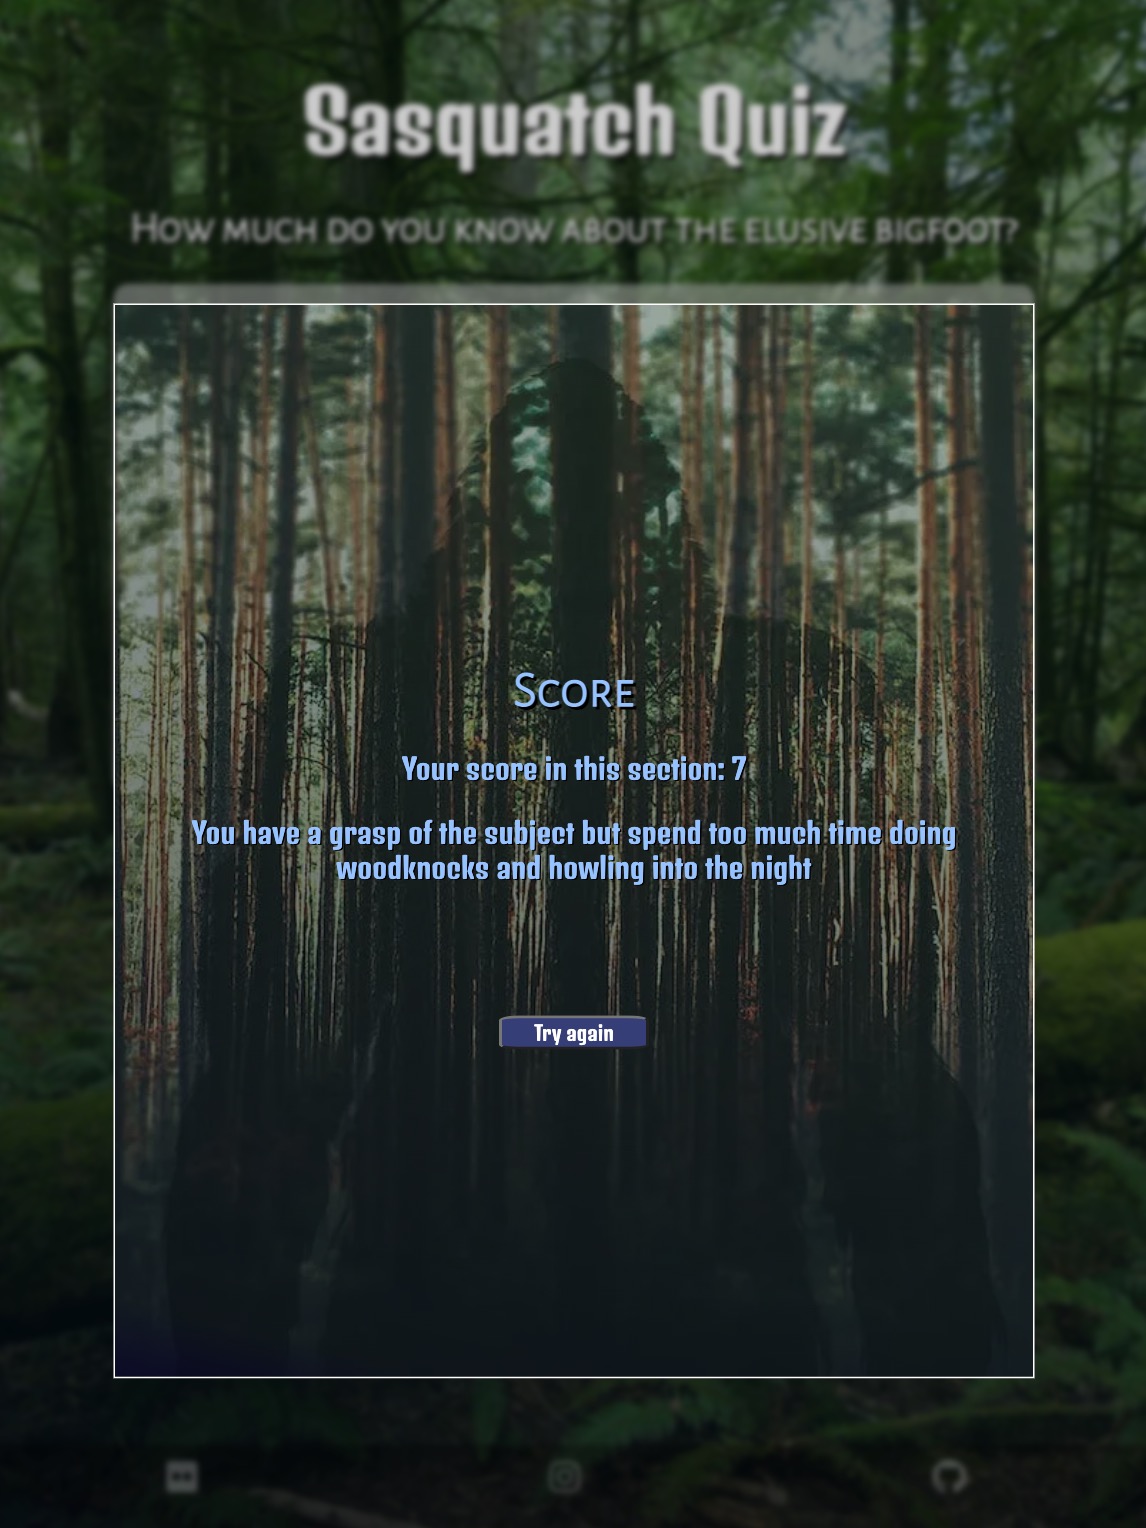 Sasquatch Quiz
How much do you know about the elusive bigfoot?
Score
Your score in this section: 7
You have a grasp of the subject but spend too much time doing
woodknocks and howling into the night
Try again